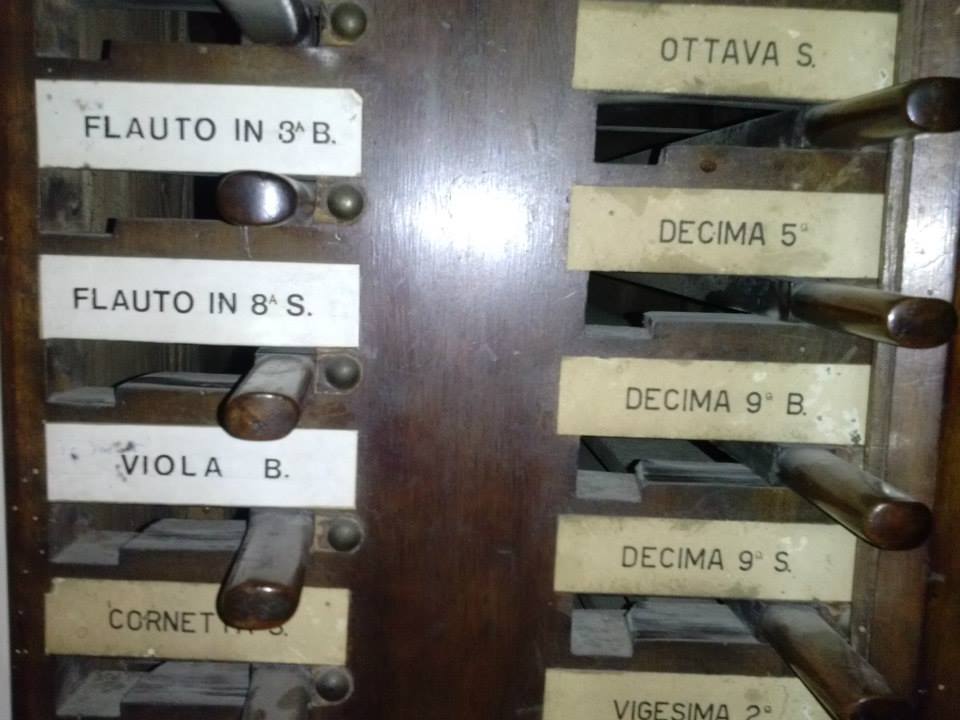 FLAUTO IN 3ᴬ B.
FLAUTO IN 8ᴬ S.
VIOLA B.
S.
OTTAVA S.
DECIMA 5ª
DECIMA 9ª B.
DECIMA 9ª S.
VIGESIMA 2ª